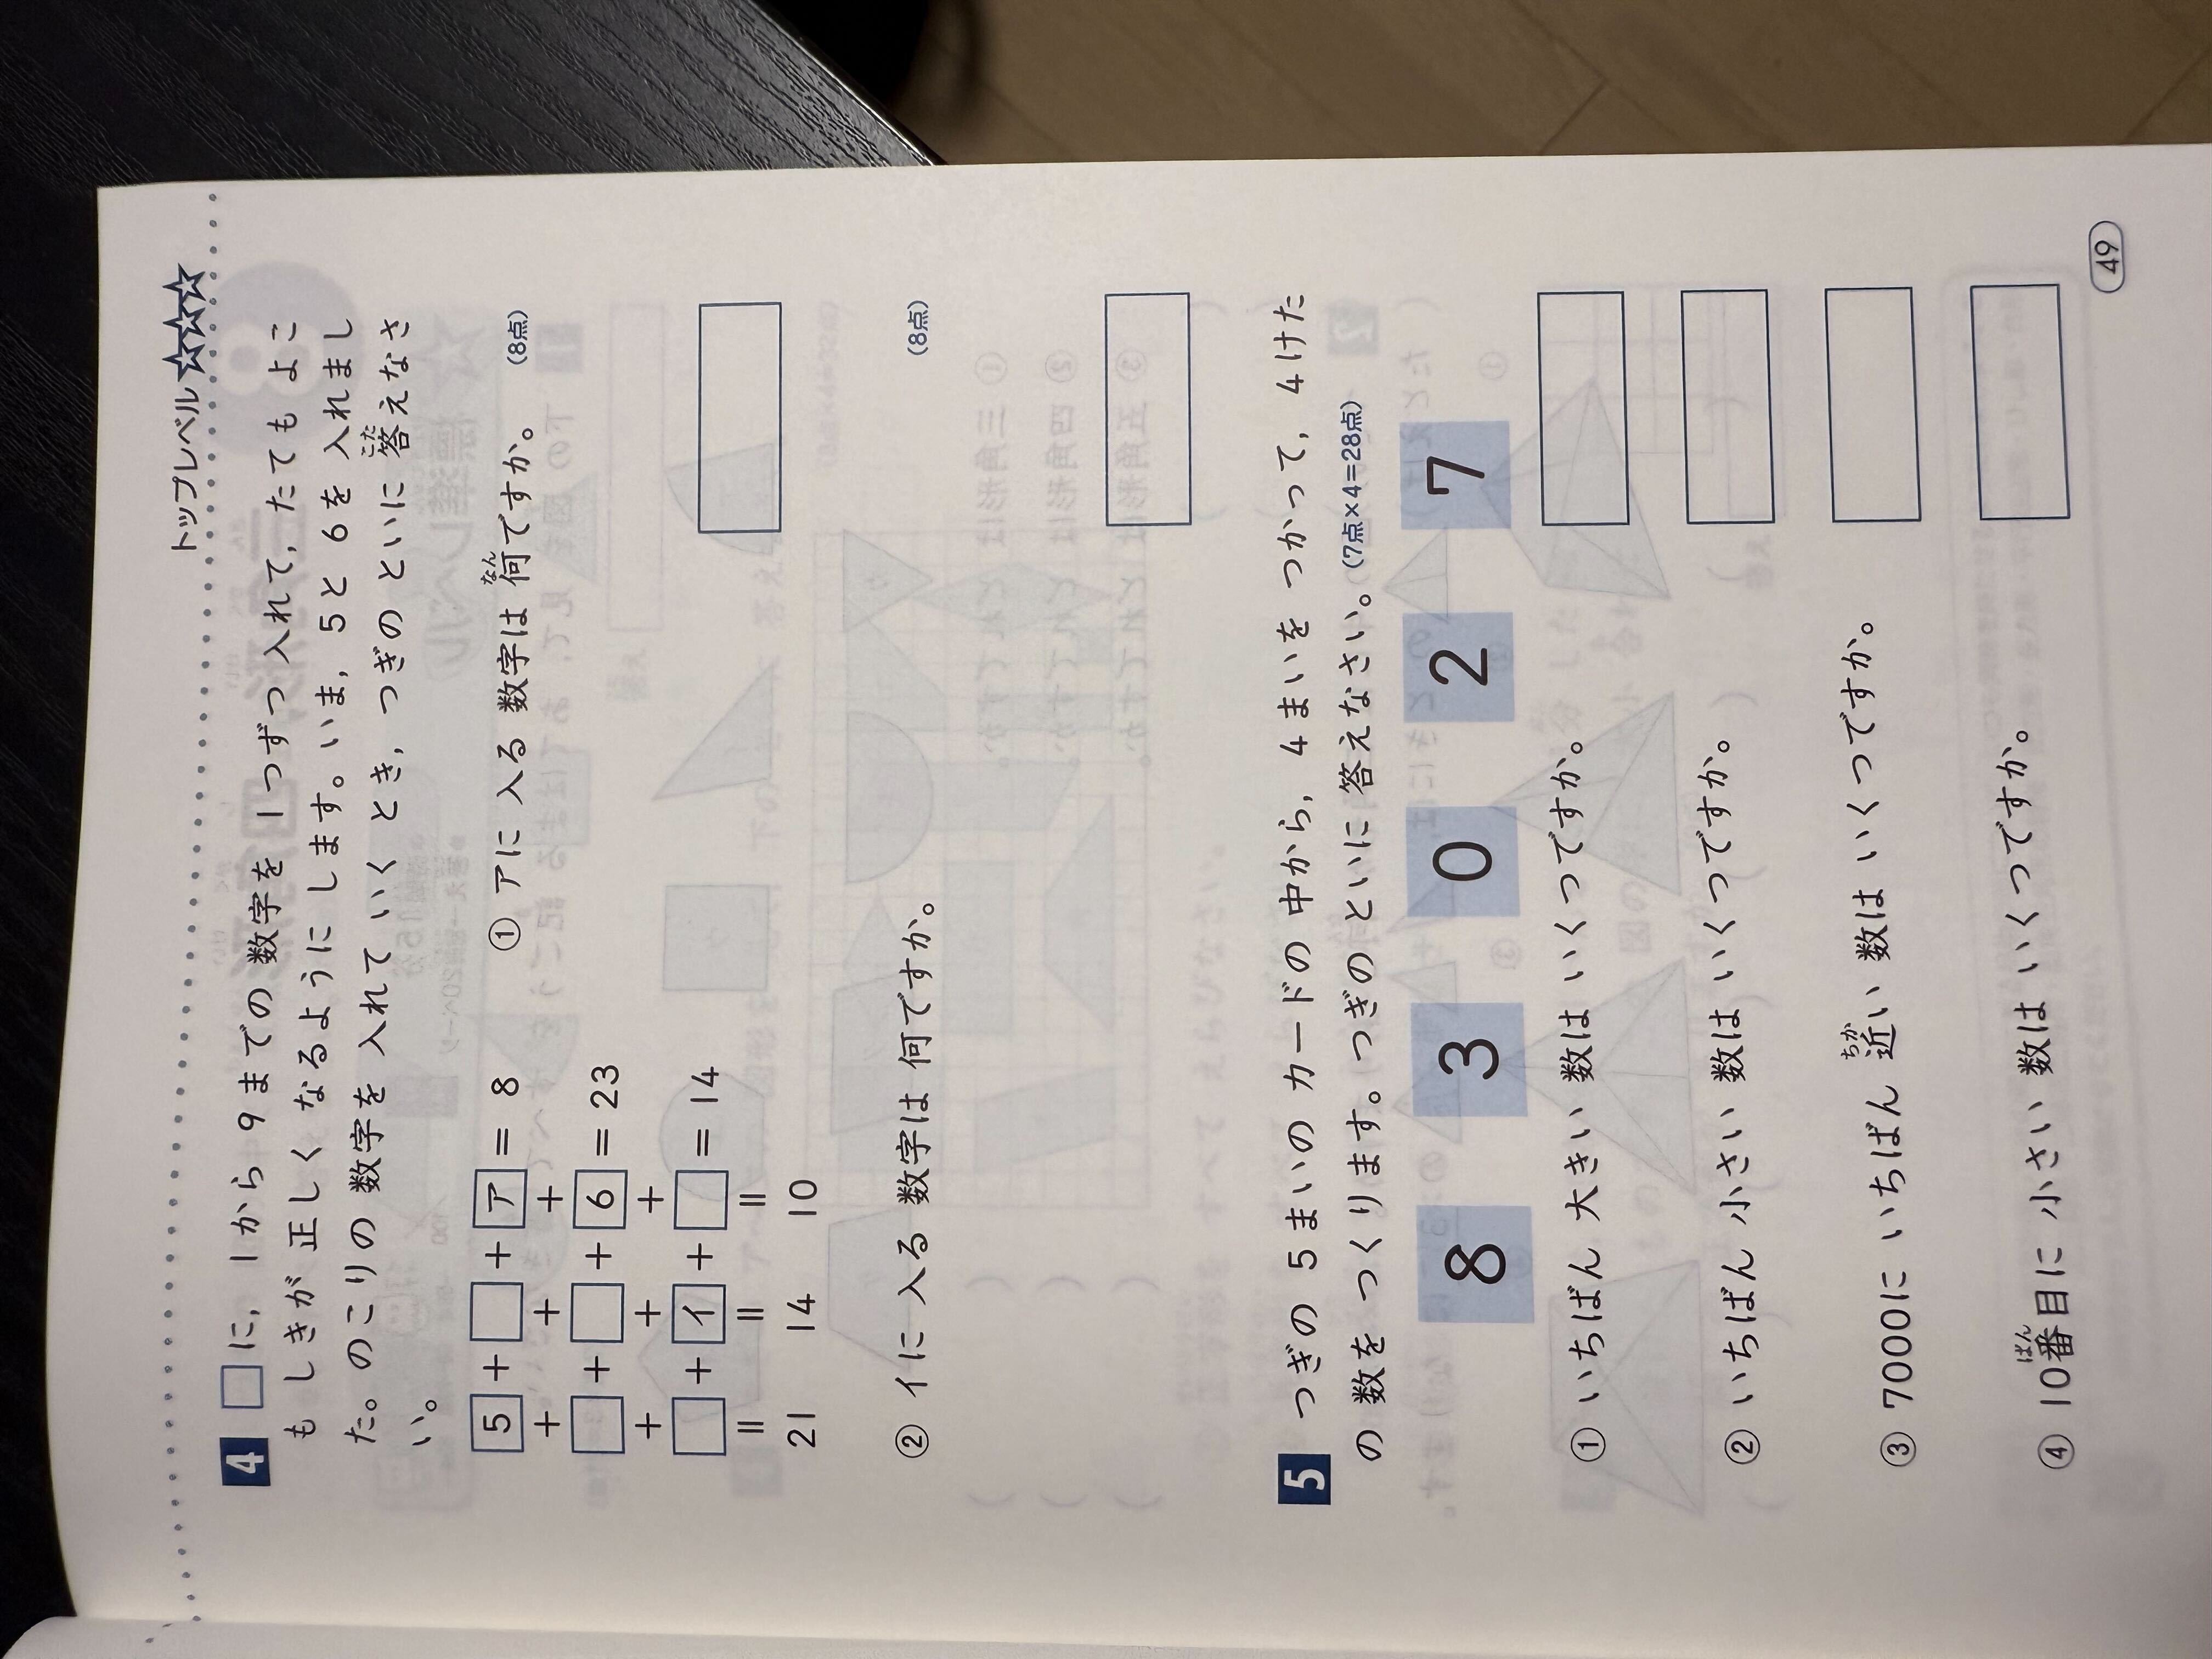 トップレベル☆☆☆
4 □に，1から 9までの 数字を 1つずつ 入れて，たても よこ
も しきが 正しく なるように します。いま，5と 6を 入れまし
た。のこりの 数字を 入れて いく とき，つぎの といに 答えなさ
こた
い。
5 + □ + ア = 8
+ + +
□ + □ + 6 = 23
+ + +
□ + イ + □ = 14
|| || ||
21 14 10
① アに 入る 数字は 何ですか。 (8点)
なん
② イに 入る 数字は 何ですか。 (8点)
5 つぎの 5まいの カードの 中から，4まいを つかって，4けた
の 数を つくります。つぎの といに 答えなさい。(7点×4=28点)
8 3 0 2 7
① いちばん 大きい 数は いくつですか。
② いちばん 小さい 数は いくつですか。
③ 7000に いちばん 近い 数は いくつですか。
ちか
④ 10番目に 小さい 数は いくつですか。
ばん
49